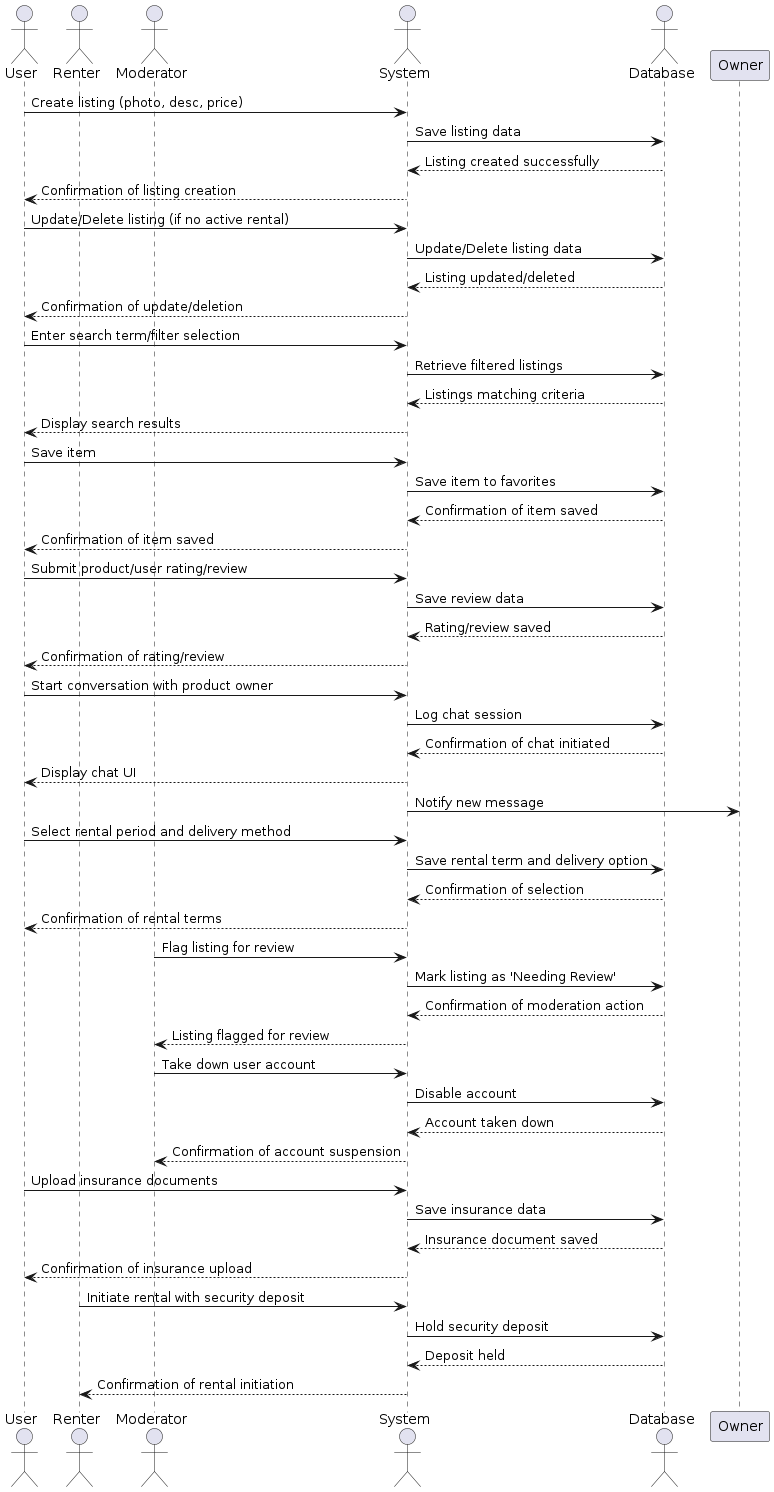 User Renter Moderator System Database Owner
Create listing (photo, desc, price)
Save listing data
Listing created successfully
Confirmation of listing creation
Update/Delete listing (if no active rental)
Update/Delete listing data
Listing updated/deleted
Confirmation of update/deletion
Enter search term/filter selection
Retrieve filtered listings
Listings matching criteria
Display search results
Save item
Save item to favorites
Confirmation of item saved
Confirmation of item saved
Submit product/user rating/review
Save review data
Rating/review saved
Confirmation of rating/review
Start conversation with product owner
Log chat session
Confirmation of chat initiated
Display chat UI
Notify new message
Select rental period and delivery method
Save rental term and delivery option
Confirmation of selection
Confirmation of rental terms
Flag listing for review
Mark listing as 'Needing Review'
Confirmation of moderation action
Listing flagged for review
Take down user account
Disable account
Account taken down
Confirmation of account suspension
Upload insurance documents
Save insurance data
Insurance document saved
Confirmation of insurance upload
Initiate rental with security deposit
Hold security deposit
Deposit held
Confirmation of rental initiation
User Renter Moderator System Database Owner